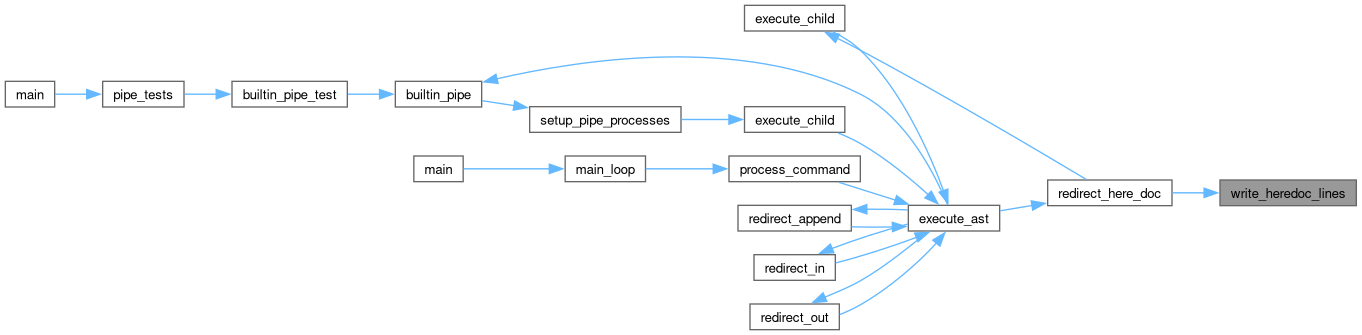 execute_child
main
pipe_tests
builtin_pipe_test
builtin_pipe
setup_pipe_processes
execute_child
main
main_loop
process_command
redirect_here_doc
write_heredoc_lines
redirect_append
execute_ast
redirect_in
redirect_out